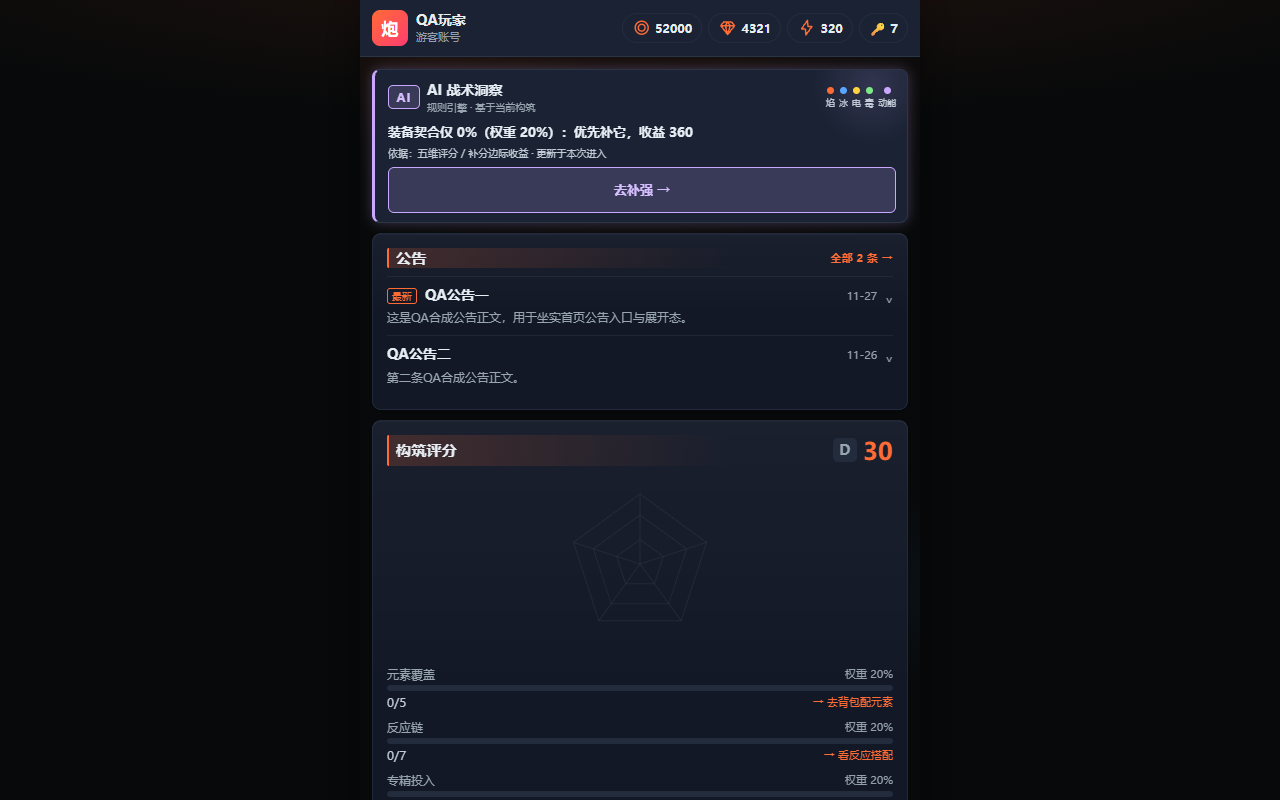 炮
QA玩家
游客账号
52000
4321
320
7
AI
AI 战术洞察
规则引擎 · 基于当前构筑
焰 冰 电 毒 动能
装备契合仅 0%（权重 20%）：优先补它，收益 360
依据：五维评分 / 补分边际收益 · 更新于本次进入
去补强 →
公告
全部 2 条 →
最新 QA公告一
11-27
这是QA合成公告正文，用于坐实首页公告入口与展开态。
QA公告二
11-26
第二条QA合成公告正文。
构筑评分
D 30
元素覆盖
权重 20%
0/5
→ 去背包配元素
反应链
权重 20%
0/7
→ 看反应搭配
专精投入
权重 20%